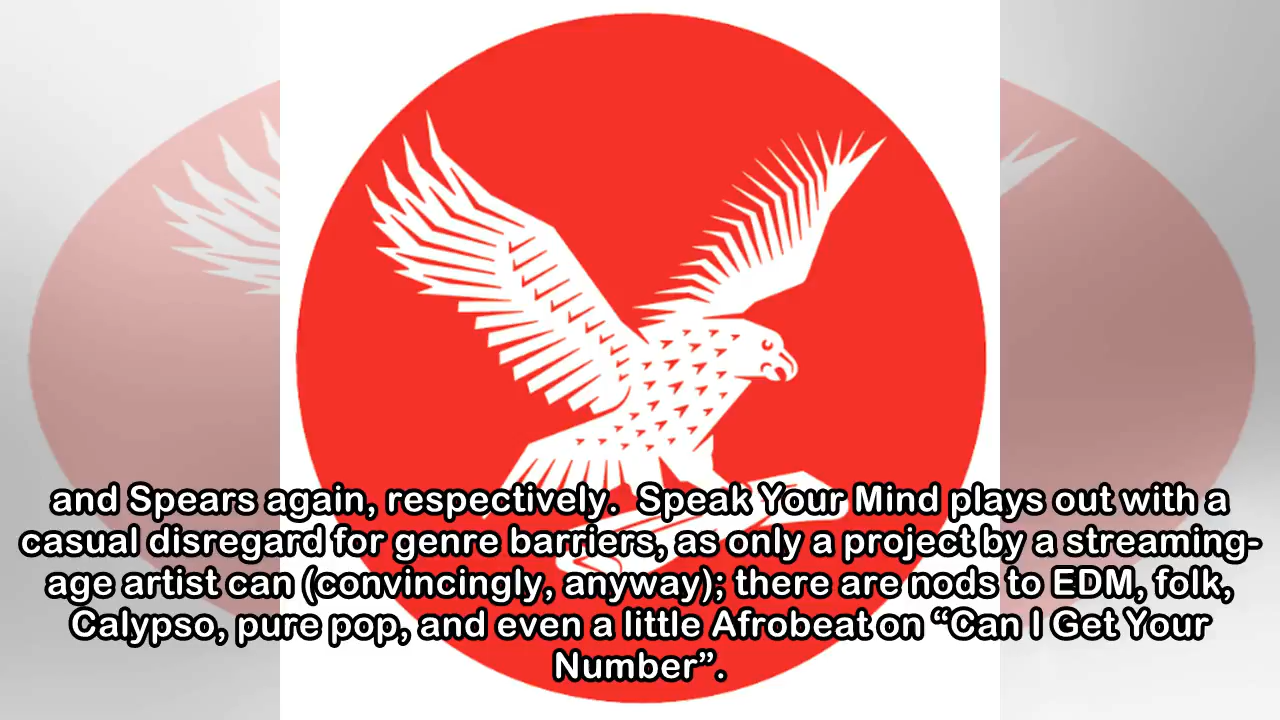 and Spears again, respectively.  Speak Your Mind plays out with a
casual disregard for genre barriers, as only a project by a streaming-
age artist can (convincingly, anyway); there are nods to EDM, folk,
Calypso, pure pop, and even a little Afrobeat on “Can I Get Your
Number”.